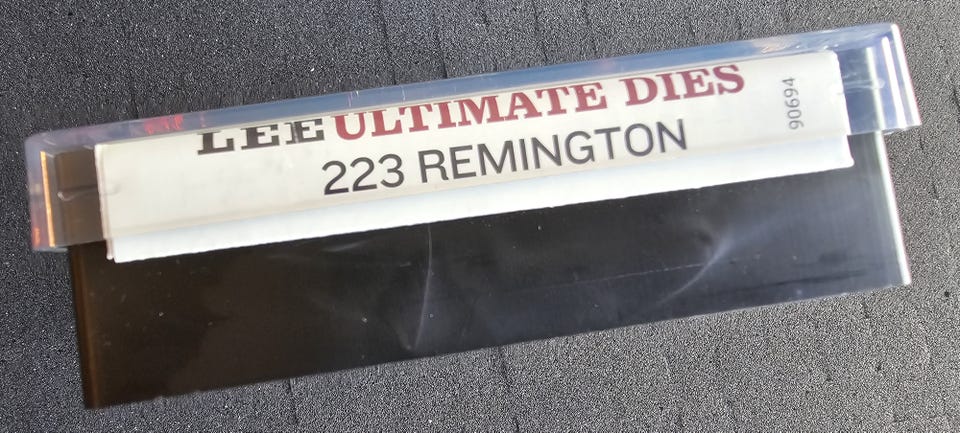 LEE ULTIMATE DIES
223 REMINGTON
90694